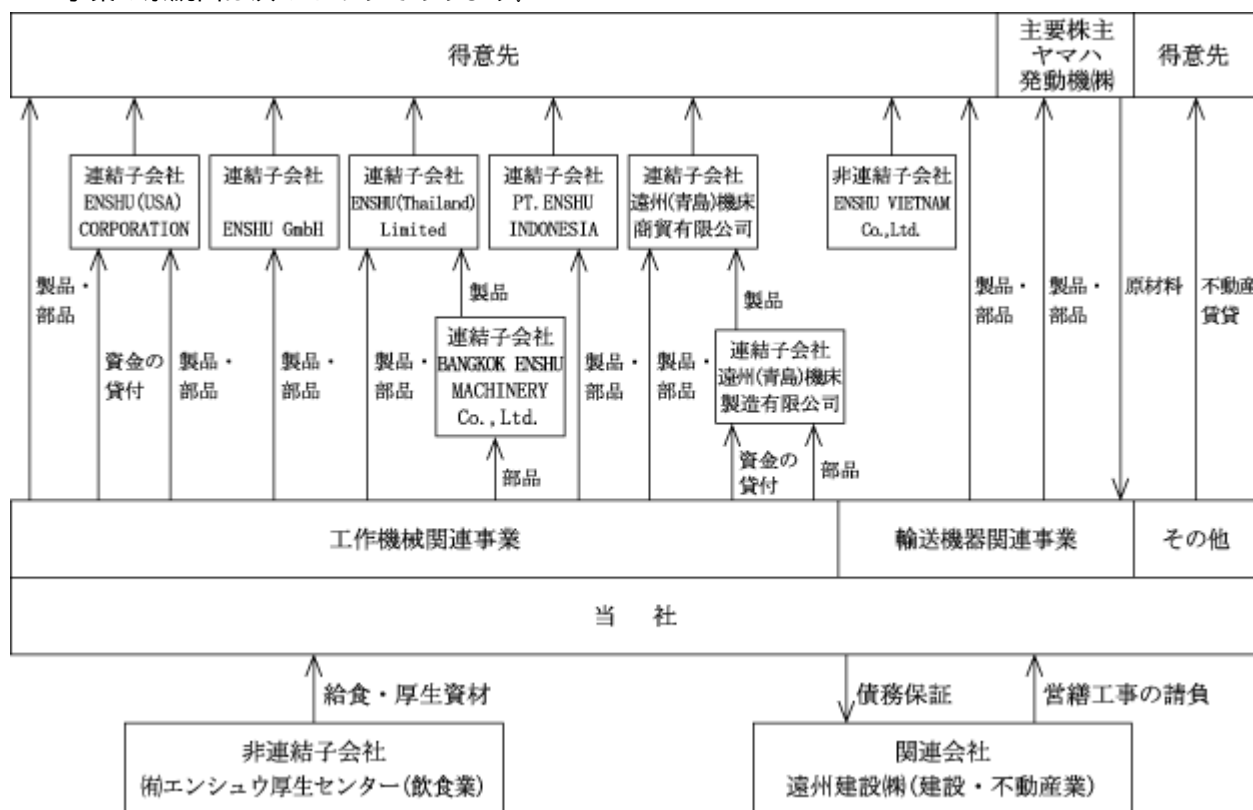 得意先
主要株主
ヤマハ
発動機㈱
得意先
連結子会社
ENSHU(USA)
CORPORATION
連結子会社
ENSHU GmbH
連結子会社
ENSHU(Thailand)
Limited
連結子会社
PT.ENSHU
INDONESIA
連結子会社
遠州(青島)機床
商貿有限公司
非連結子会社
ENSHU VIETNAM
Co.,Ltd.
製品・
部品
資金の
貸付
製品・
部品
製品・
部品
製品・
部品
製品
連結子会社
BANGKOK ENSHU
MACHINERY
Co.,Ltd.
部品
製品・
部品
製品・
部品
製品
連結子会社
遠州(青島)機床
製造有限公司
資金の
貸付
部品
製品・
部品
製品・
部品
原材料
不動産
賃貸
工作機械関連事業
輸送機器関連事業
その他
当 社
給食・厚生資材
債務保証
営繕工事の請負
非連結子会社
㈲エンシュウ厚生センター(飲食業)
関連会社
遠州建設㈱(建設・不動産業)